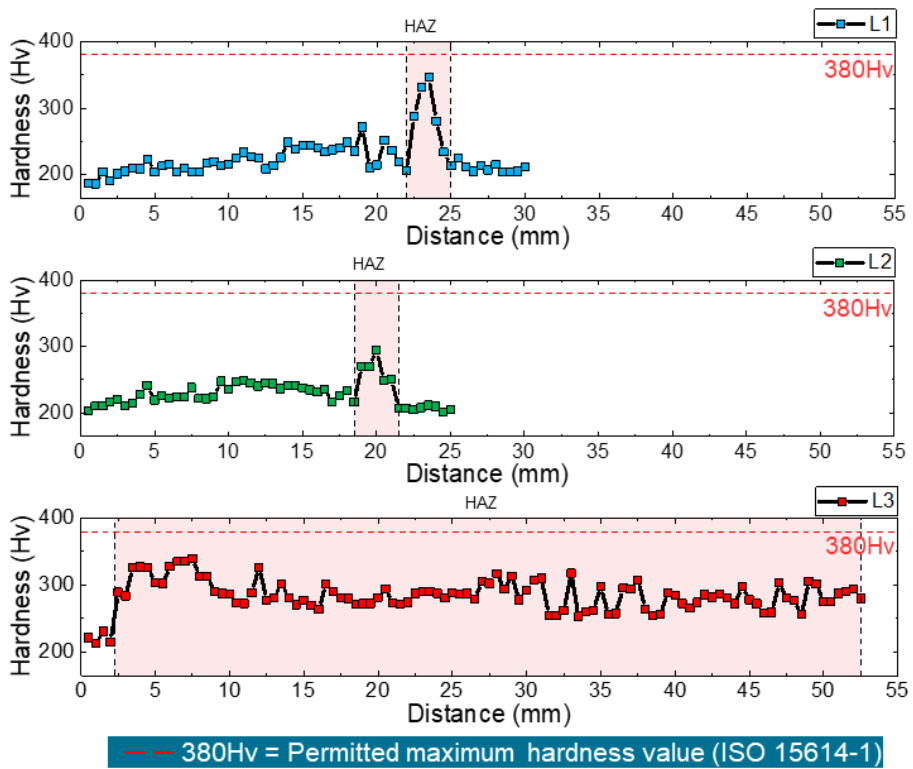 HAZ
L1
400
380Hv
300
200
Hardness (Hv)
0 5 10 15 20 25 30 35 40 45 50 55
Distance (mm)
HAZ
L2
400
380Hv
300
200
Hardness (Hv)
0 5 10 15 20 25 30 35 40 45 50 55
Distance (mm)
HAZ
L3
400
380Hv
300
200
Hardness (Hv)
0 5 10 15 20 25 30 35 40 45 50 55
Distance (mm)
380Hv = Permitted maximum hardness value (ISO 15614-1)